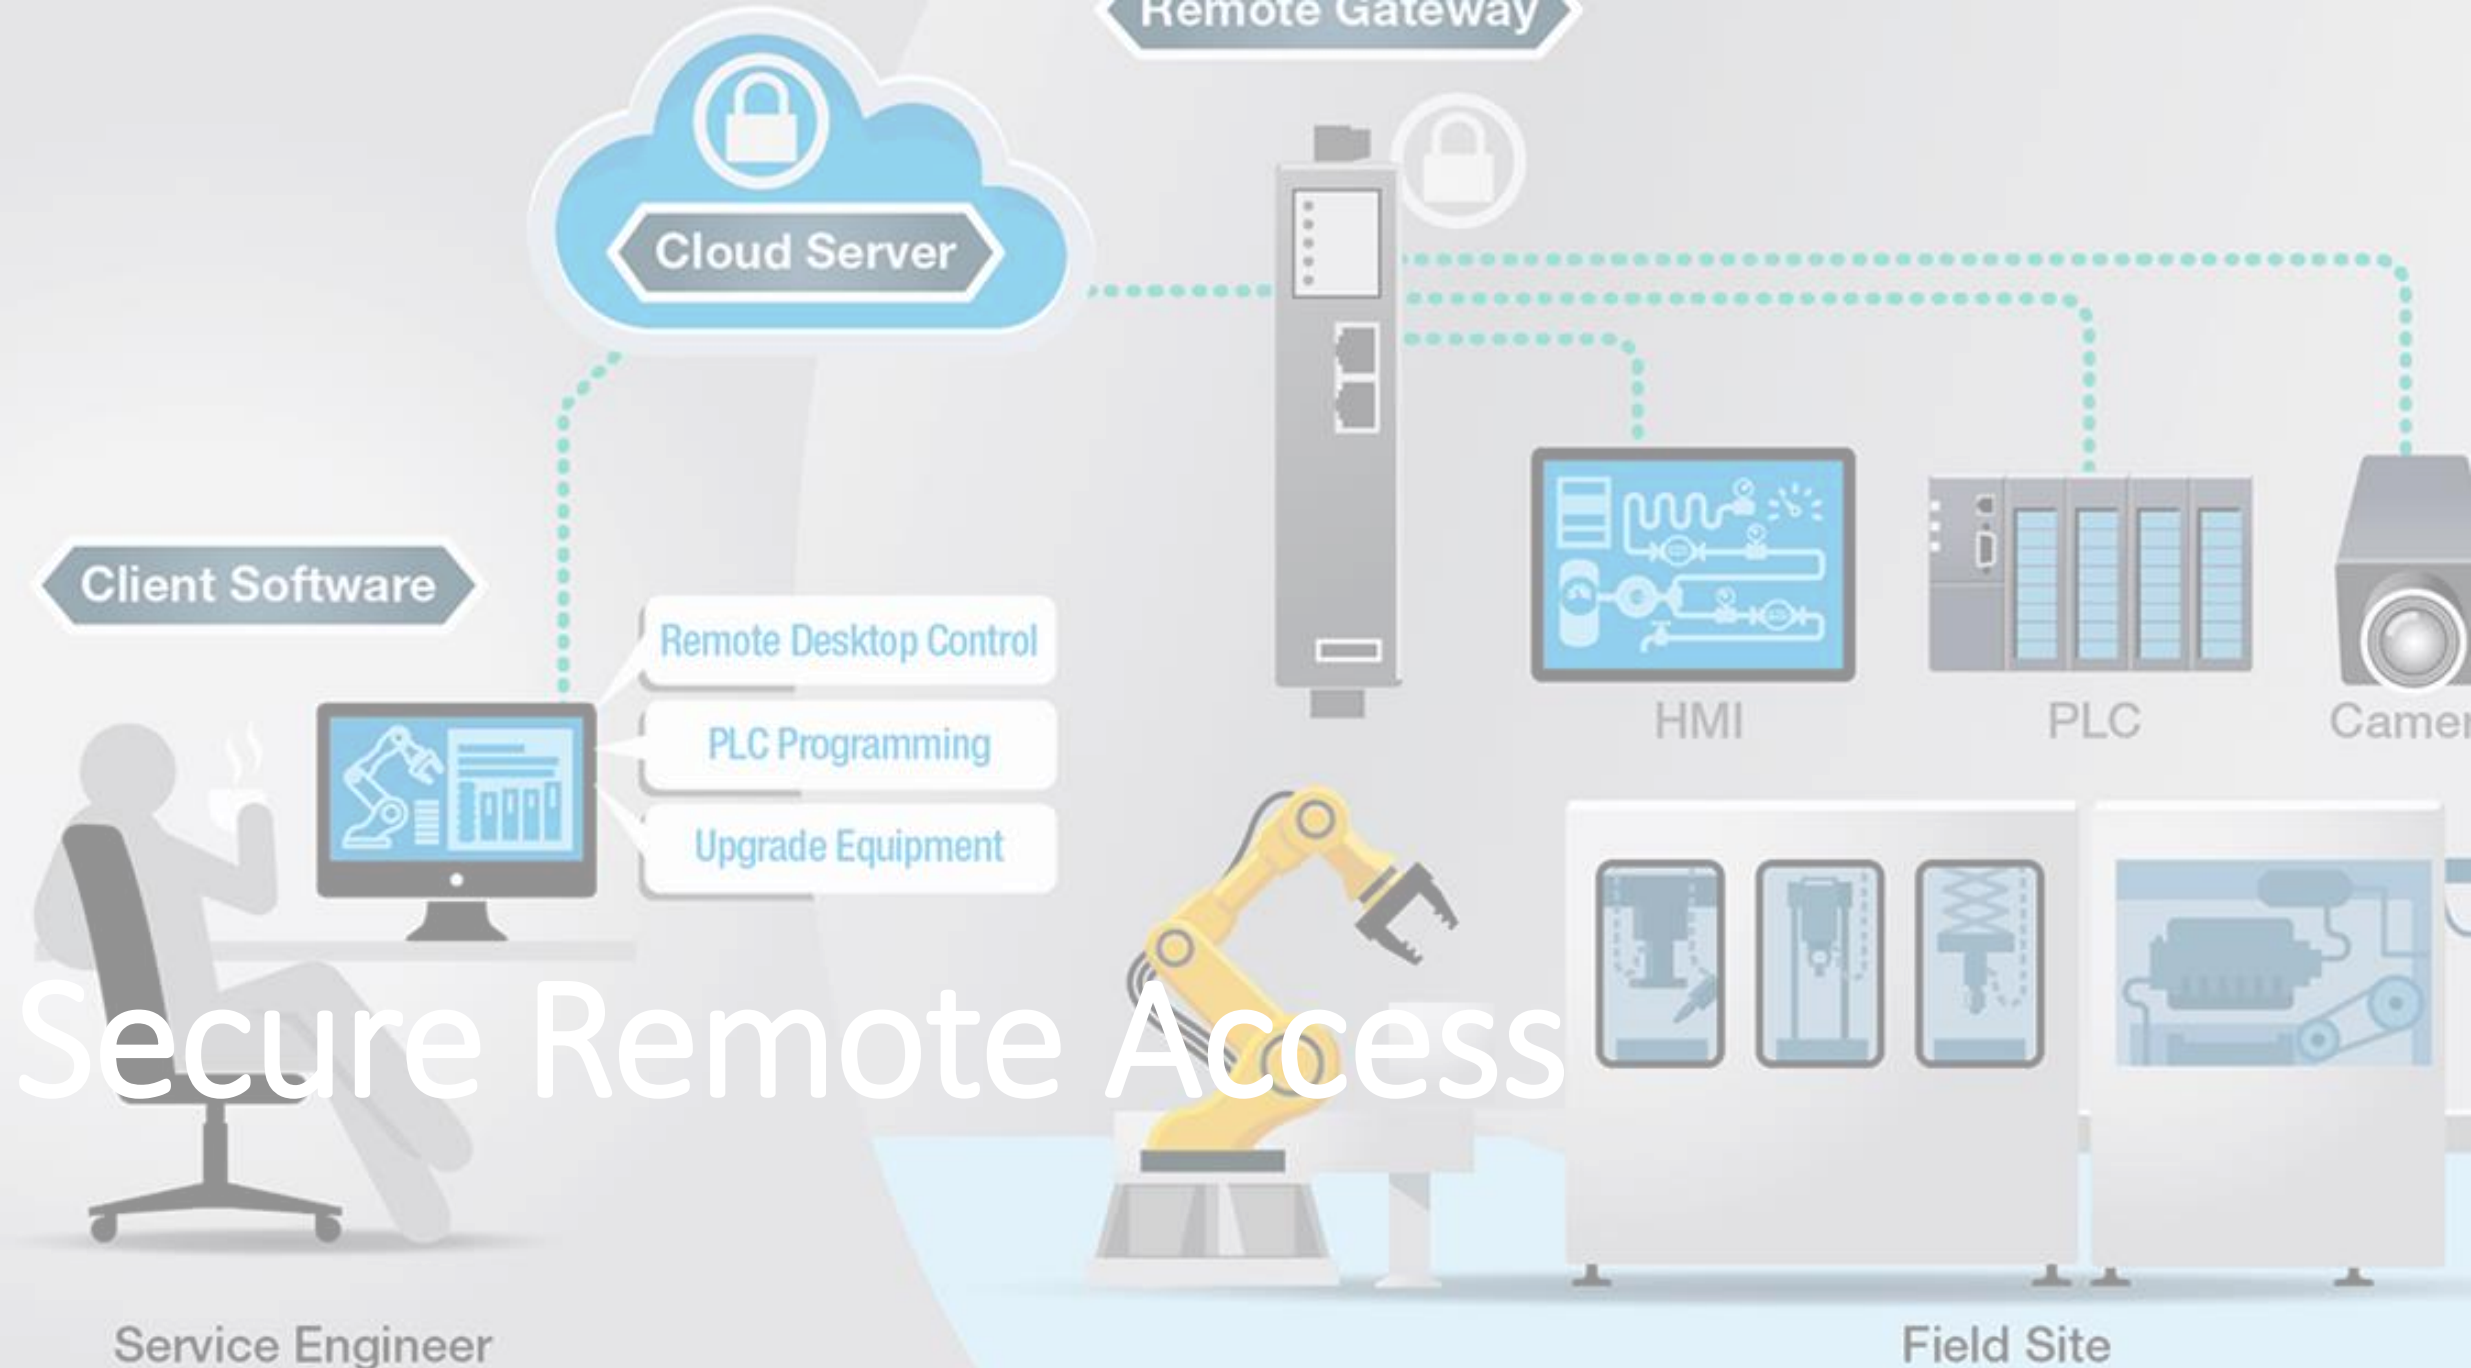 Remote Gateway
Cloud Server
Client Software
Remote Desktop Control
PLC Programming
Upgrade Equipment
HMI
PLC
Camer
Secure Remote Access
Service Engineer
Field Site